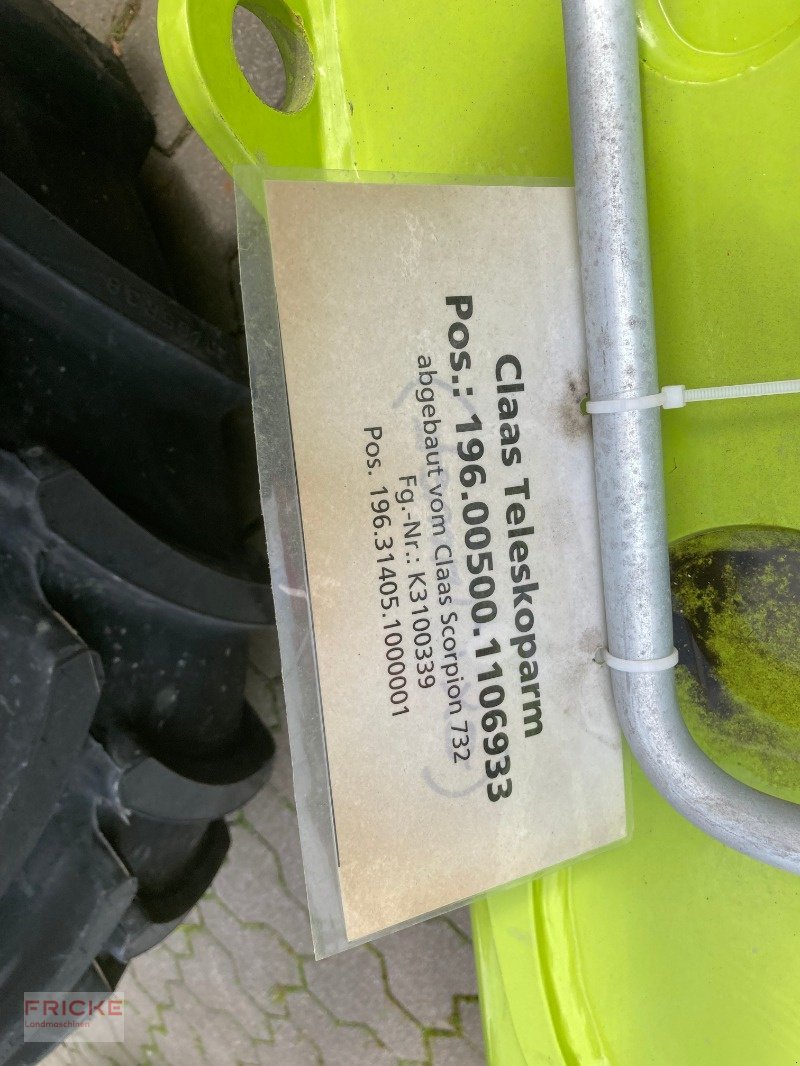 Claas Teleskoparm
Pos.: 196.00500.1106933
abgebaut vom Claas Scorpion 732
Fg.-Nr.: K3100339
Pos. 196.31405.1000001
FRICKE
Landmaschinen